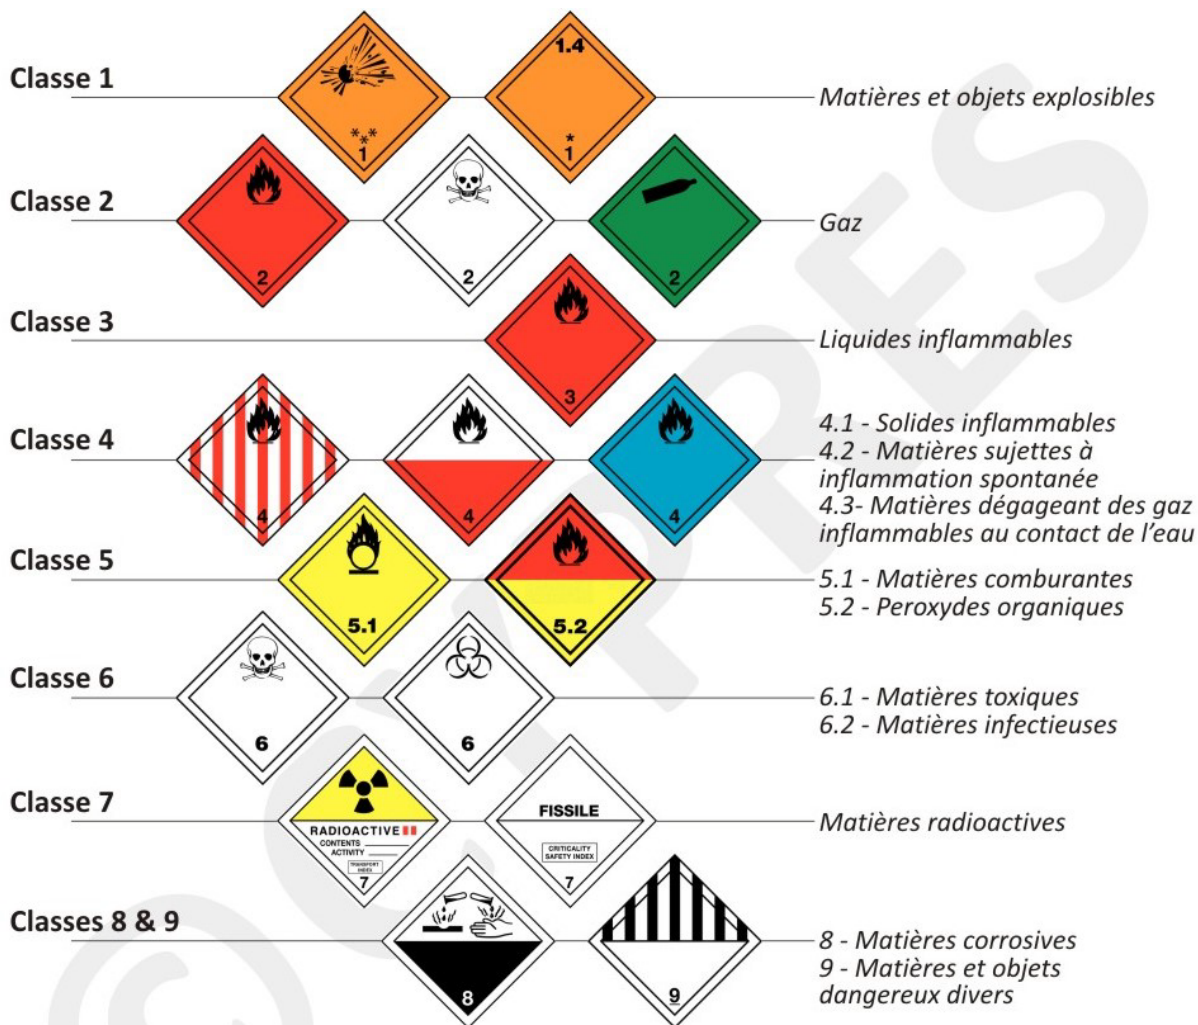 Classe 1
1.4
* * *
1
*
1
Matières et objets explosibles
Classe 2
2
2
2
Gaz
Classe 3
3
Liquides inflammables
Classe 4
4
4
4
4.1 - Solides inflammables
4.2 - Matières sujettes à
inflammation spontanée
4.3- Matières dégageant des gaz
inflammables au contact de l'eau
Classe 5
5.1
5.2
5.1 - Matières comburantes
5.2 - Peroxydes organiques
Classe 6
6
6
6.1 - Matières toxiques
6.2 - Matières infectieuses
Classe 7
RADIOACTIVE II
CONTENTS
ACTIVITY
TRANSPORT
INDEX
7
FISSILE
CRITICALITY
SAFETY INDEX
7
Matières radioactives
Classes 8 & 9
8
9
8 - Matières corrosives
9 - Matières et objets
dangereux divers
©CYPRES